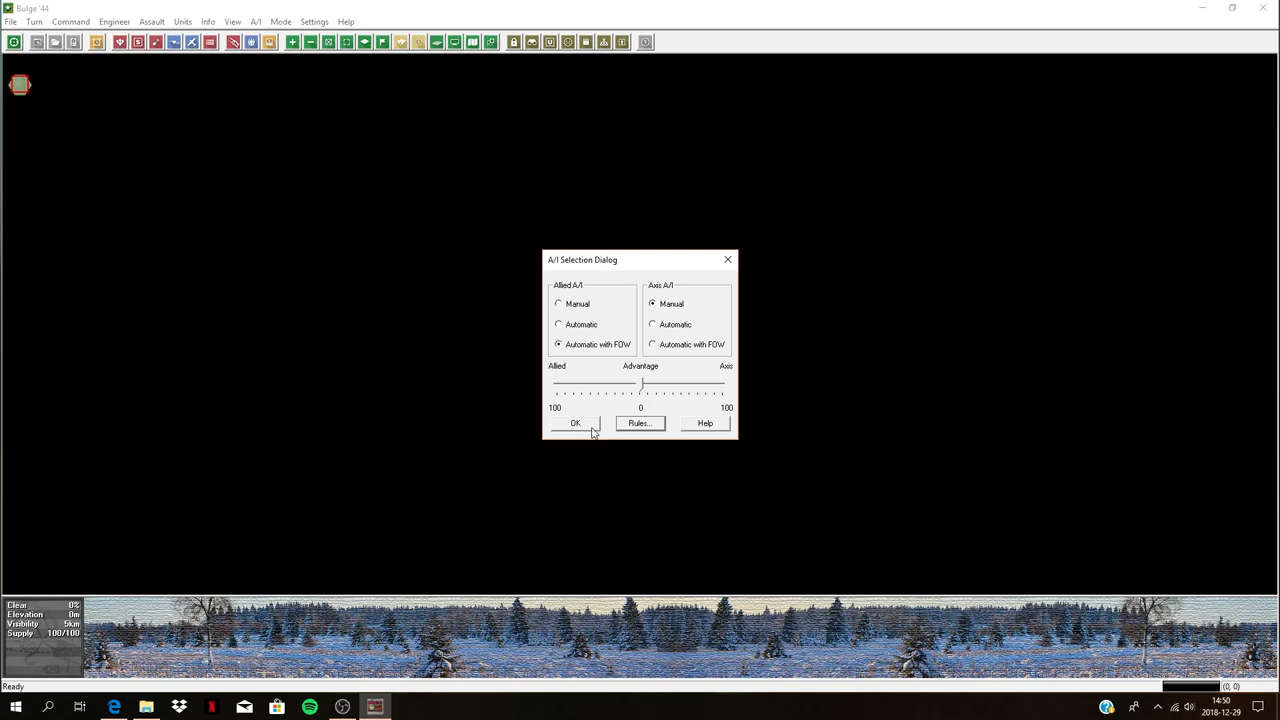 Bulge '44
File Turn Command Engineer Assault Units Info View A/I Mode Settings Help
A/I Selection Dialog
Allied A/I Axis A/I
Manual Manual
Automatic Automatic
Automatic with FOW Automatic with FOW
Allied Advantage Axis
100 0 100
OK Rules... Help
Clear 0%
Elevation 0m
Visibility 5km
Supply 100/100
Ready (0, 0)
14:50
2018-12-29